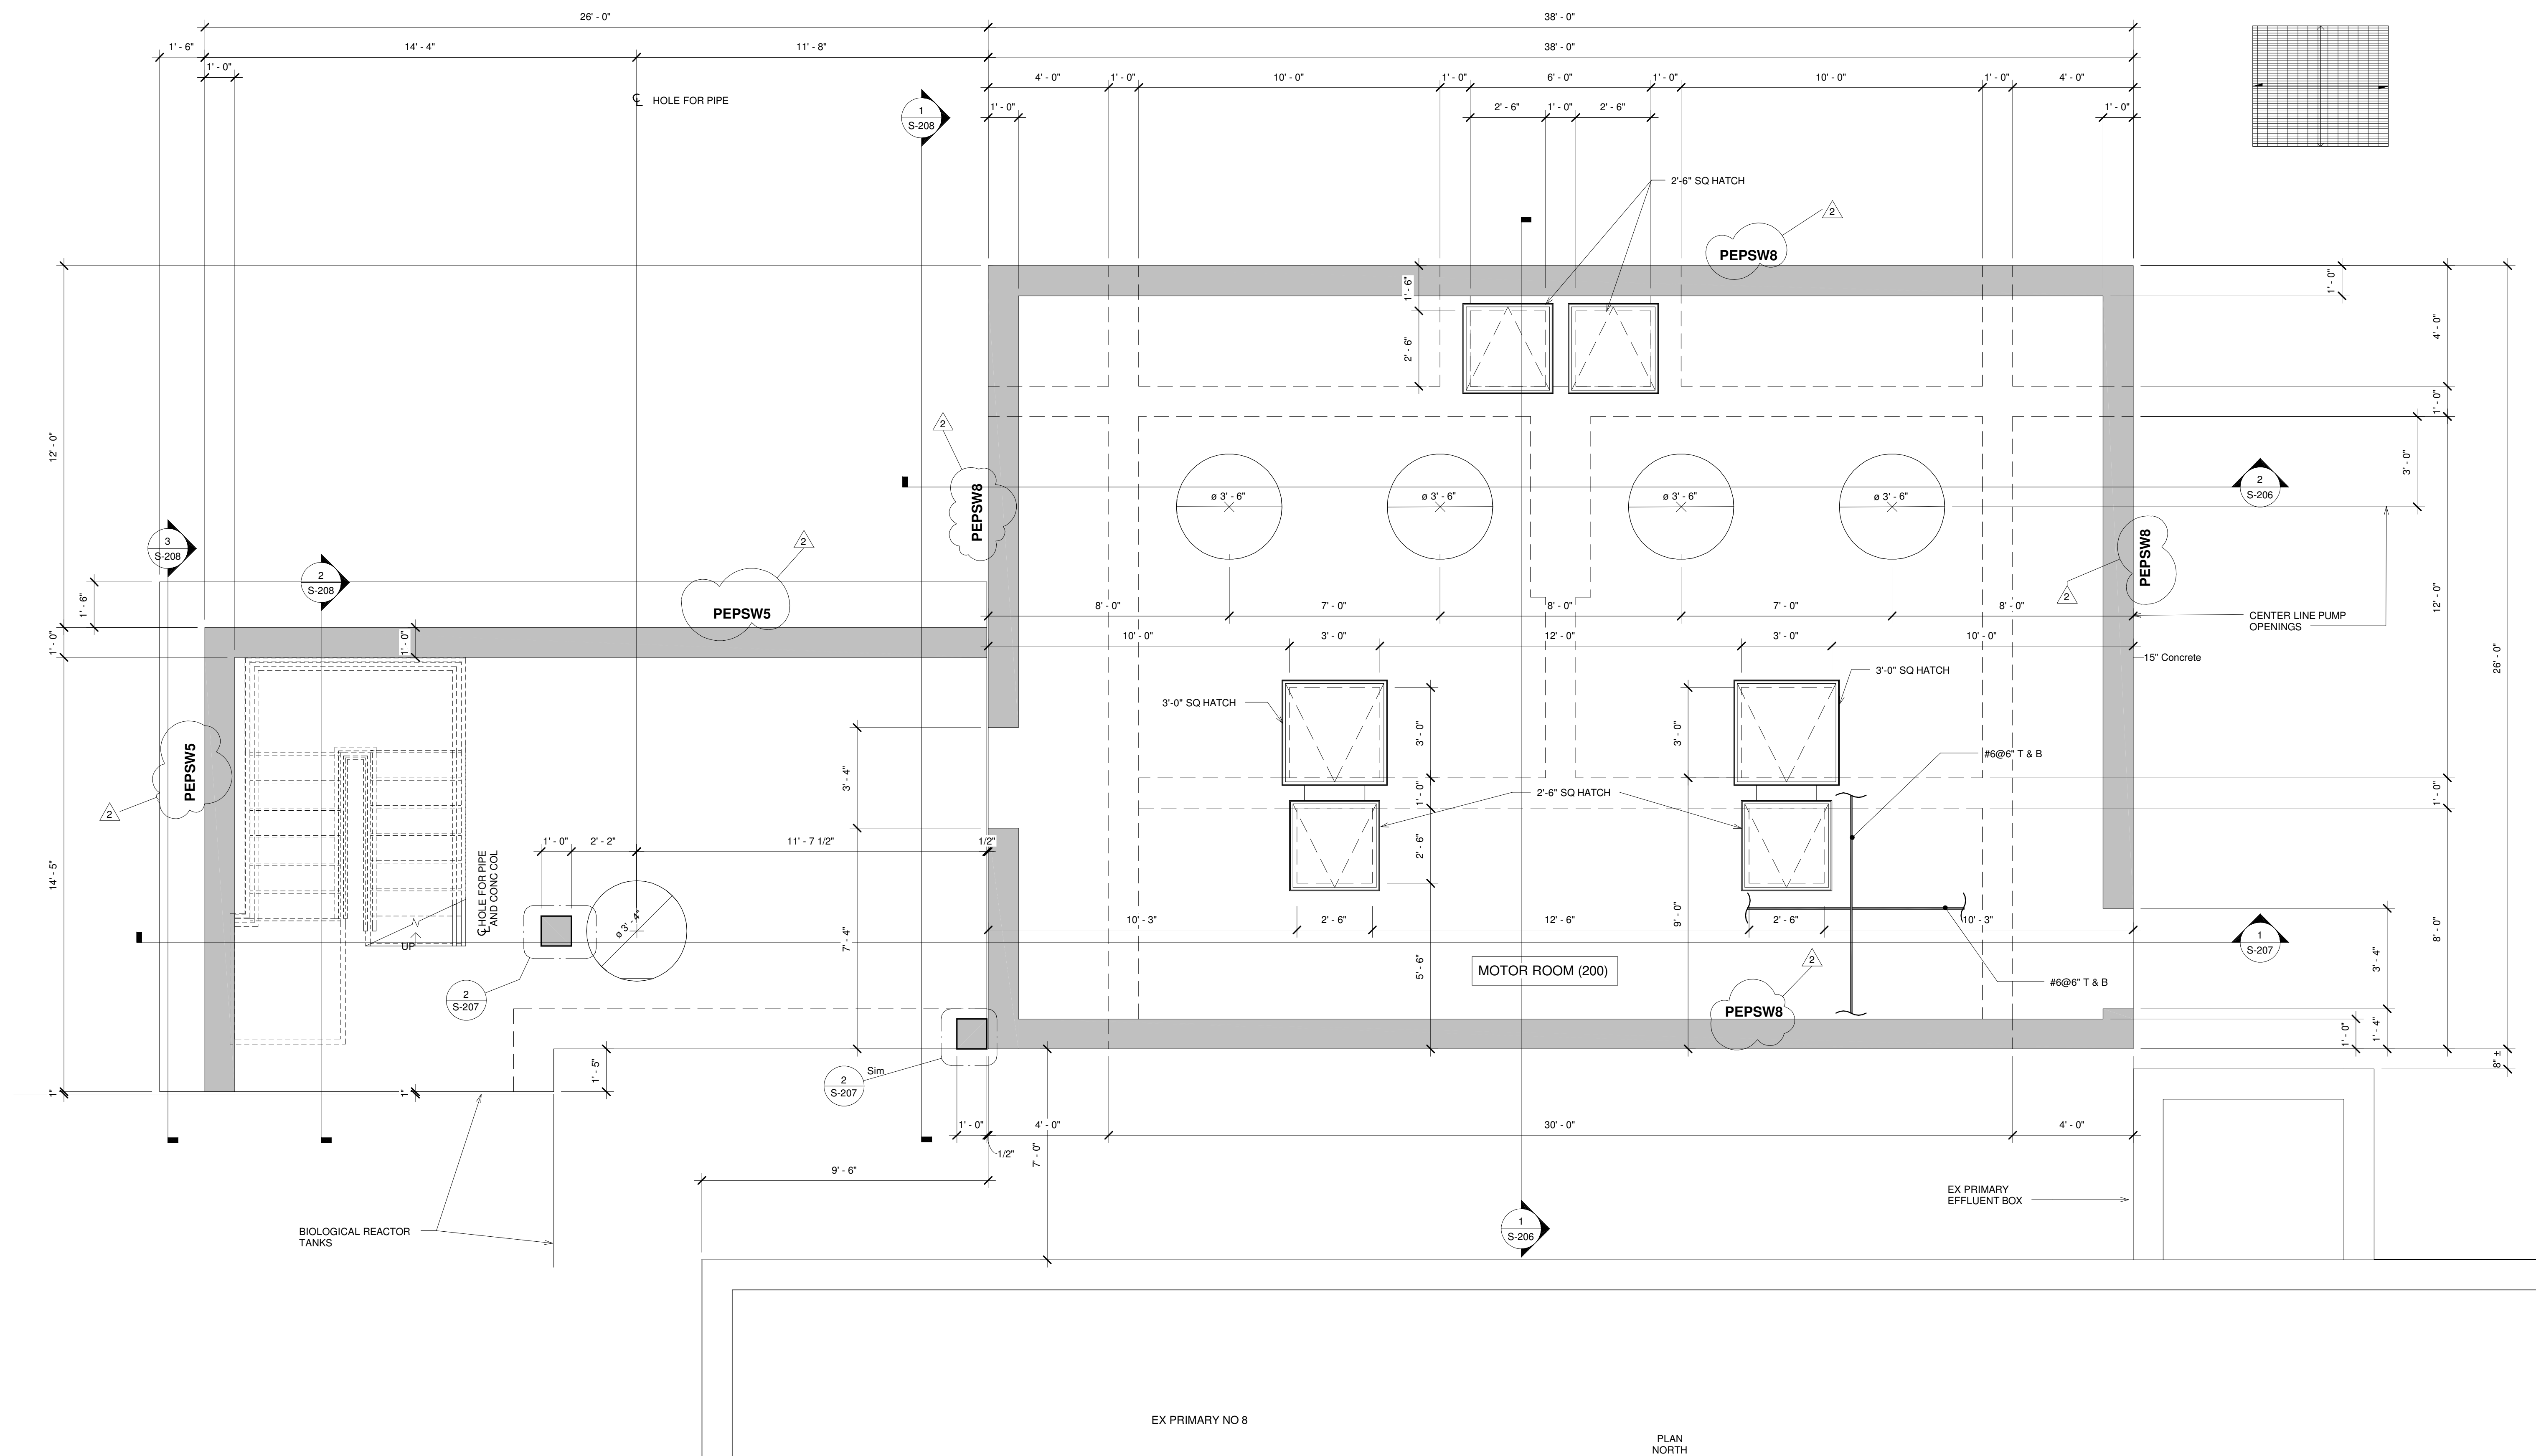 26' - 0"
38' - 0"
1' - 6"
14' - 4"
11' - 8"
38' - 0"
1' - 0"
4' - 0"
1' - 0"
10' - 0"
1' - 0"
6' - 0"
1' - 0"
10' - 0"
1' - 0"
4' - 0"
℄ HOLE FOR PIPE
1
S-208
1' - 0"
2' - 6"
1' - 0"
2' - 6"
1' - 0"
2'-6" SQ HATCH
2
PEPSW8
1' - 6"
1' - 0"
2' - 6"
4' - 0"
1' - 0"
12' - 0"
2
PEPSW8
3' - 0"
2
S-206
ø 3' - 6"
ø 3' - 6"
ø 3' - 6"
ø 3' - 6"
3
S-208
2
S-208
2
PEPSW5
PEPSW8
2
1' - 6"
8' - 0"
7' - 0"
8' - 0"
7' - 0"
8' - 0"
12' - 0"
CENTER LINE PUMP
OPENINGS
1' - 0"
1' - 0"
10' - 0"
3' - 0"
12' - 0"
3' - 0"
10' - 0"
15" Concrete
26' - 0"
3'-0" SQ HATCH
3'-0" SQ HATCH
PEPSW5
2
3' - 4"
3' - 0"
3' - 0"
#6@6" T & B
1' - 0"
2'-6" SQ HATCH
1' - 0"
14' - 5"
℄ HOLE FOR PIPE
AND CONC COL
1' - 0"
2' - 2"
11' - 7 1/2"
1/2"
2' - 6"
ø 3' - 4"
UP
7' - 4"
10' - 3"
2' - 6"
12' - 6"
9' - 0"
2' - 6"
10' - 3"
8' - 0"
1
S-207
3' - 4"
5' - 6"
MOTOR ROOM (200)
2
#6@6" T & B
2
S-207
PEPSW8
1' - 0"
1' - 4"
8" ±
1' - 5"
Sim
2
S-207
1"
1"
1' - 0"
4' - 0"
30' - 0"
4' - 0"
1/2"
7' - 0"
9' - 6"
EX PRIMARY
EFFLUENT BOX
BIOLOGICAL REACTOR
TANKS
1
S-206
EX PRIMARY NO 8
PLAN
NORTH